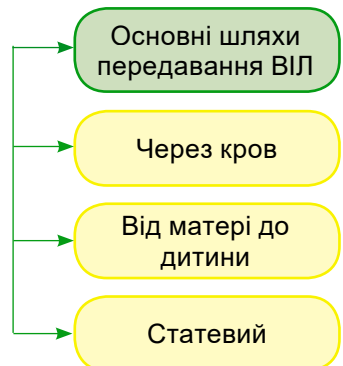 Основні шляхи
передавання ВІЛ
Через кров
Від матері до
дитини
Статевий